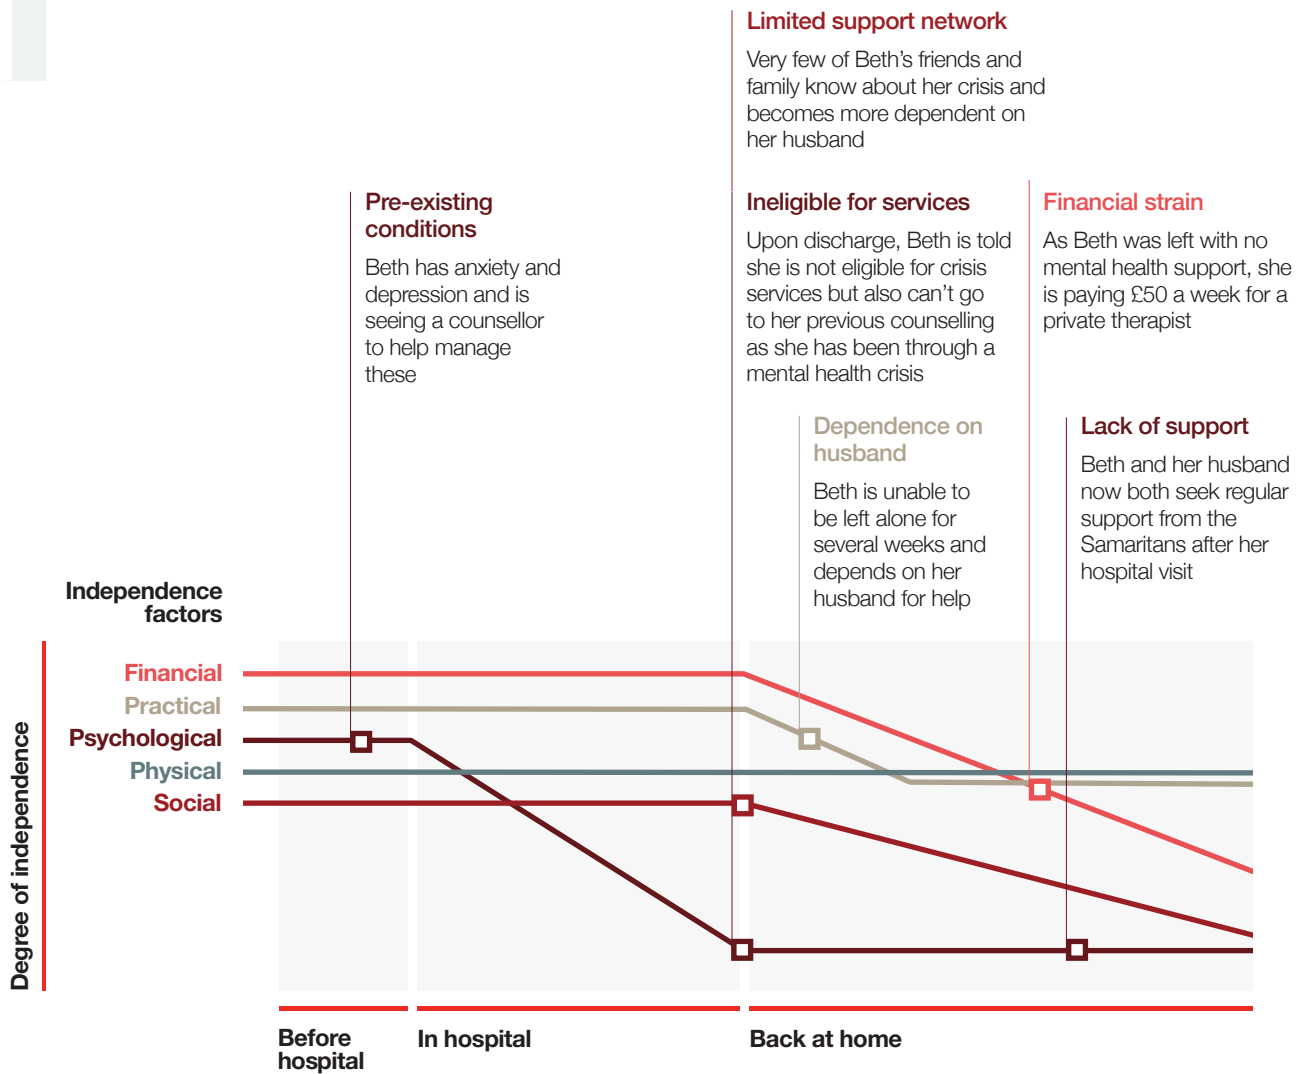 Limited support network
Very few of Beth's friends and
family know about her crisis and
becomes more dependent on
her husband
Pre-existing
conditions
Beth has anxiety and
depression and is
seeing a counsellor
to help manage
these
Ineligible for services
Upon discharge, Beth is told
she is not eligible for crisis
services but also can't go
to her previous counselling
as she has been through a
mental health crisis
Financial strain
As Beth was left with no
mental health support, she
is paying £50 a week for a
private therapist
Dependence on
husband
Beth is unable to
be left alone for
several weeks and
depends on her
husband for help
Lack of support
Beth and her husband
now both seek regular
support from the
Samaritans after her
hospital visit
Independence
factors
Financial
Practical
Psychological
Physical
Social
Degree of independence
Before
hospital
In hospital
Back at home